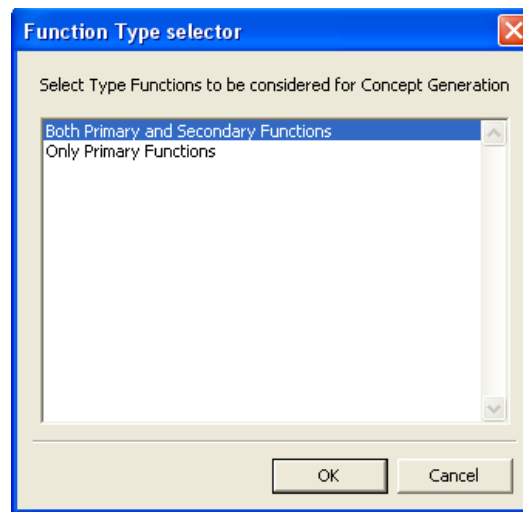 Function Type selector
Select Type Functions to be considered for Concept Generation
Both Primary and Secondary Functions
Only Primary Functions
OK Cancel